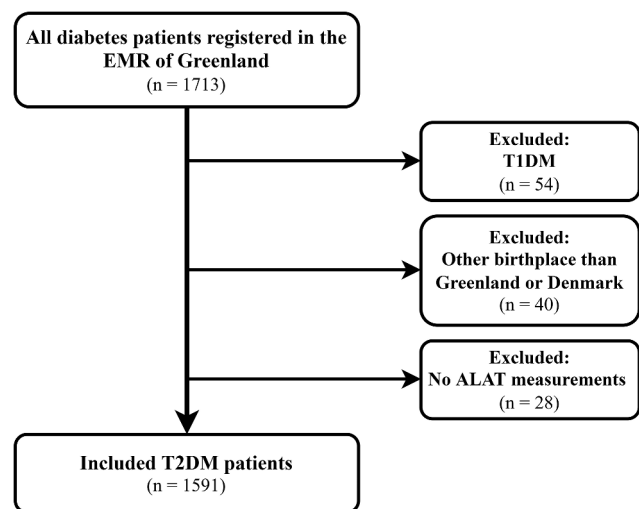 All diabetes patients registered in the
EMR of Greenland
(n = 1713)
Excluded:
T1DM
(n = 54)
Excluded:
Other birthplace than
Greenland or Denmark
(n = 40)
Excluded:
No ALAT measurements
(n = 28)
Included T2DM patients
(n = 1591)